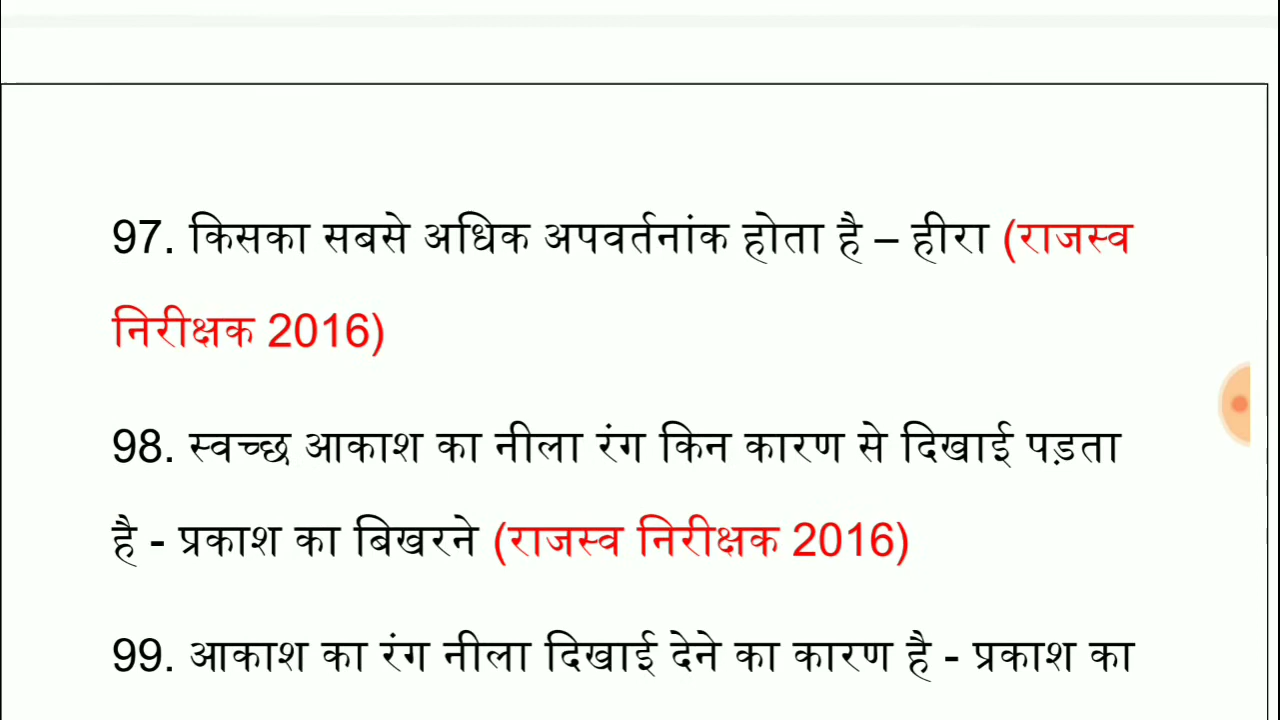 97. किसका सबसे अधिक अपवर्तनांक होता है – हीरा (राजस्व
निरीक्षक 2016)
98. स्वच्छ आकाश का नीला रंग किन कारण से दिखाई पड़ता
है - प्रकाश का बिखरने (राजस्व निरीक्षक 2016)
99. आकाश का रंग नीला दिखाई देने का कारण है - प्रकाश का